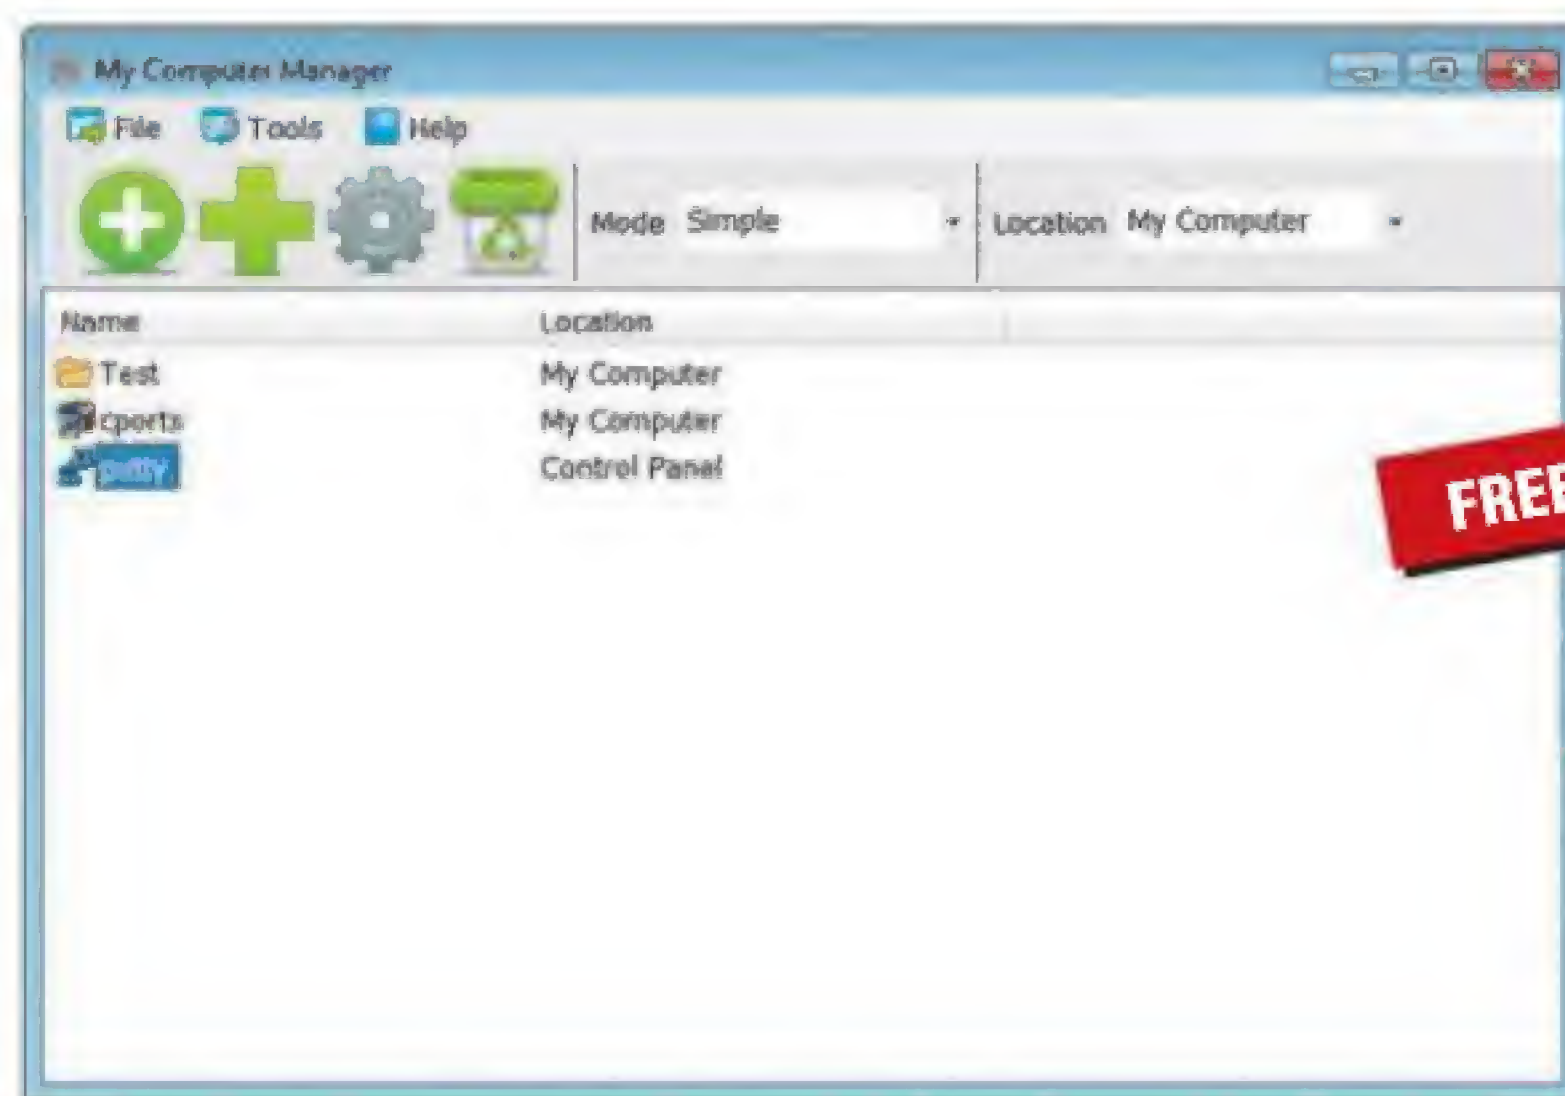 My Computer Manager
File Tools Help
Mode Simple Location My Computer
Name Location
Test My Computer
cports My Computer
putty Control Panel
FREE